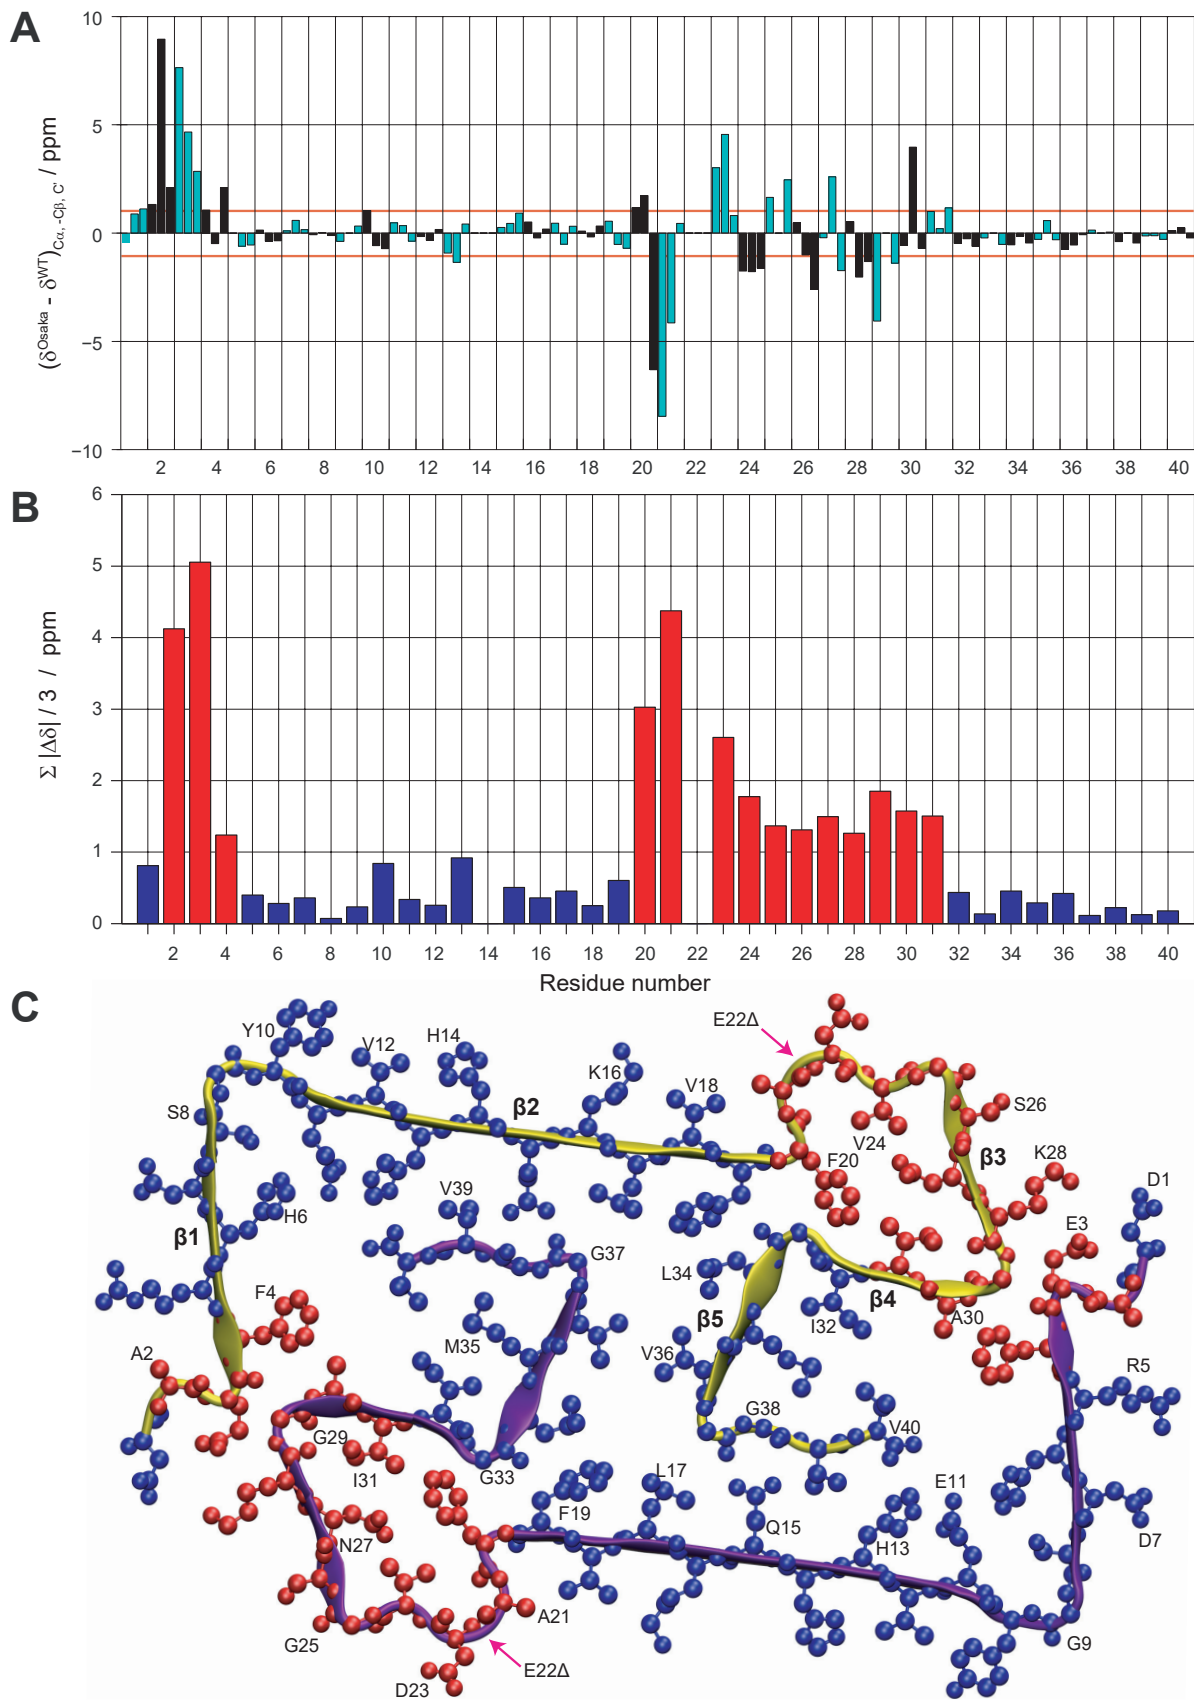 A
(δOsaka - δWT)Cα,-Cβ,C' / ppm
10
5
0
−5
−10
2 4 6 8 10 12 14 16 18 20 22 24 26 28 30 32 34 36 38 40
B
Σ |Δδ| / 3 / ppm
6
5
4
3
2
1
0
2 4 6 8 10 12 14 16 18 20 22 24 26 28 30 32 34 36 38 40
Residue number
C
E22Δ
Y10
V12
H14
K16
V18
S8
β2
V24
S26
β3
F20
K28
D1
H6
β1
V39
G37
E3
F4
L34
β4
I32
A30
β5
M35
V36
A2
R5
G38
V40
G29
I31
G33
L17
E11
F19
Q15
H13
N27
D7
A21
G25
G9
E22Δ
D23